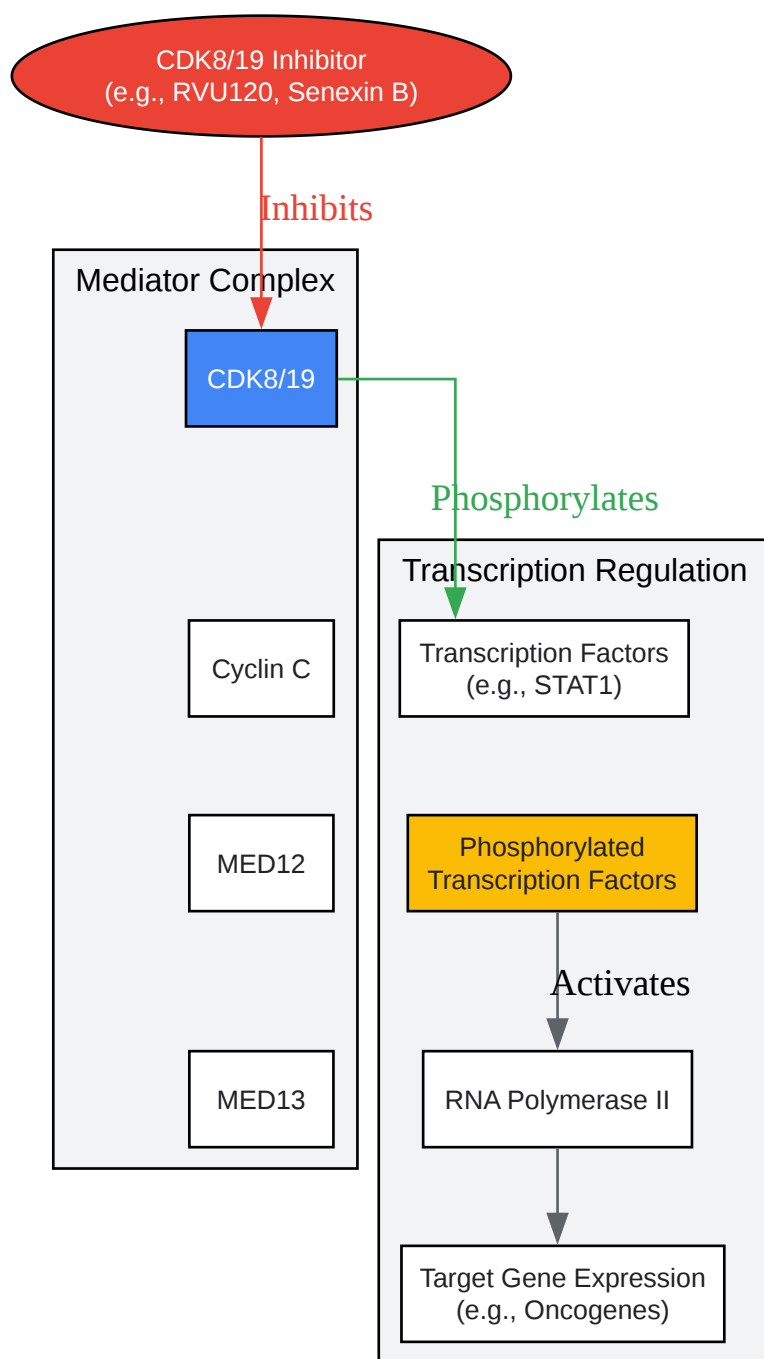 CDK8/19 Inhibitor
(e.g., RVU120, Senexin B)
Inhibits
Mediator Complex
CDK8/19
Phosphorylates
Transcription Regulation
Cyclin C
Transcription Factors
(e.g., STAT1)
MED12
Phosphorylated
Transcription Factors
Activates
MED13
RNA Polymerase II
Target Gene Expression
(e.g., Oncogenes)